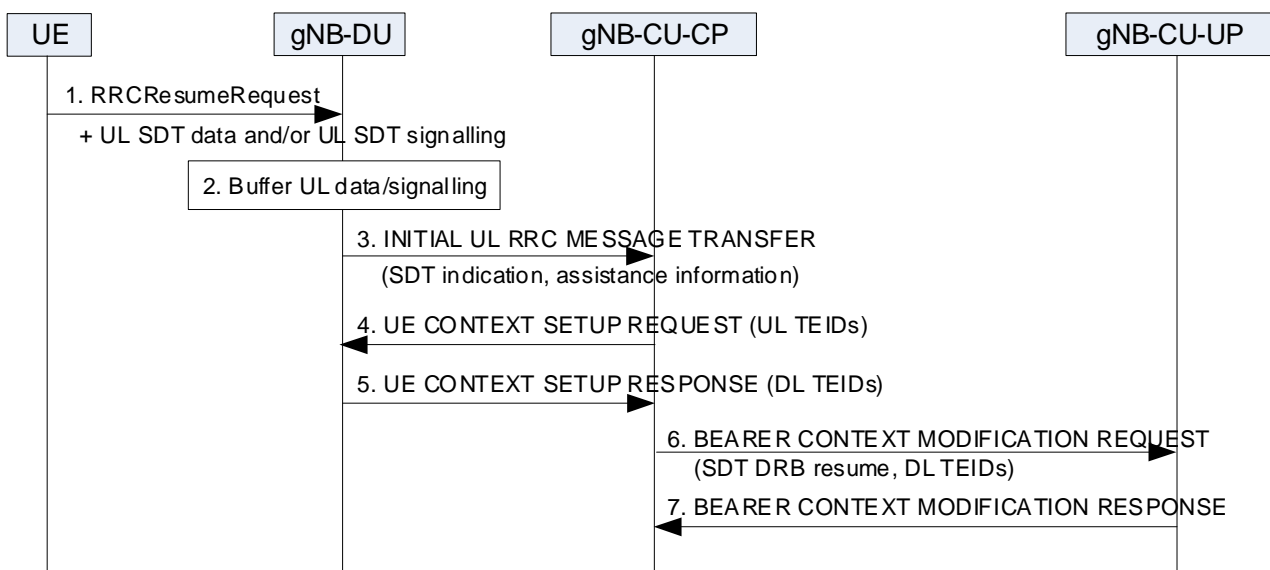 UE
gNB-DU
gNB-CU-CP
gNB-CU-UP
1. RRCResumeRequest
+ UL SDT data and/or UL SDT signalling
2. Buffer UL data/signalling
3. INITIAL UL RRC MESSAGE TRANSFER
(SDT indication, assistance information)
4. UE CONTEXT SETUP REQUEST (UL TEIDs)
5. UE CONTEXT SETUP RESPONSE (DL TEIDs)
6. BEARER CONTEXT MODIFICATION REQUEST
(SDT DRB resume, DL TEIDs)
7. BEARER CONTEXT MODIFICATION RESPONSE